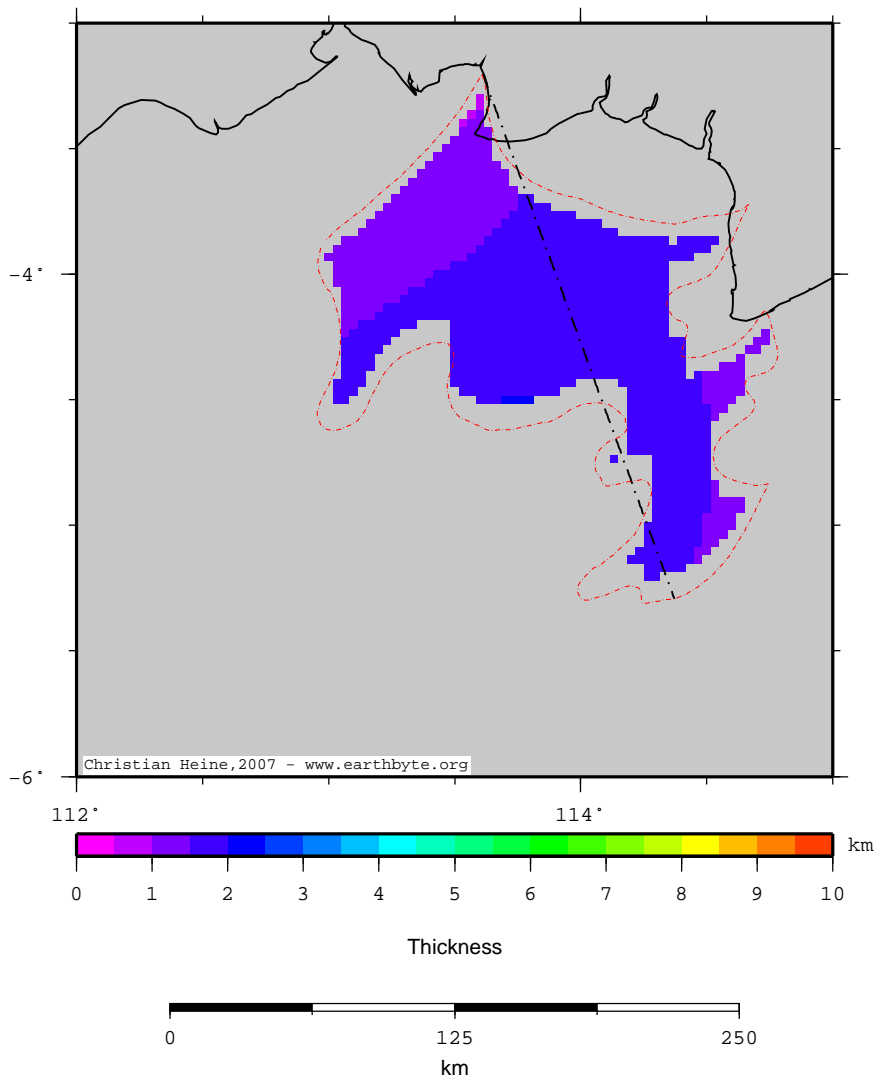 -4°
-6°
Christian Heine,2007 - www.earthbyte.org
112° 114°
km
0 1 2 3 4 5 6 7 8 9 10
Thickness
0 125 250
km